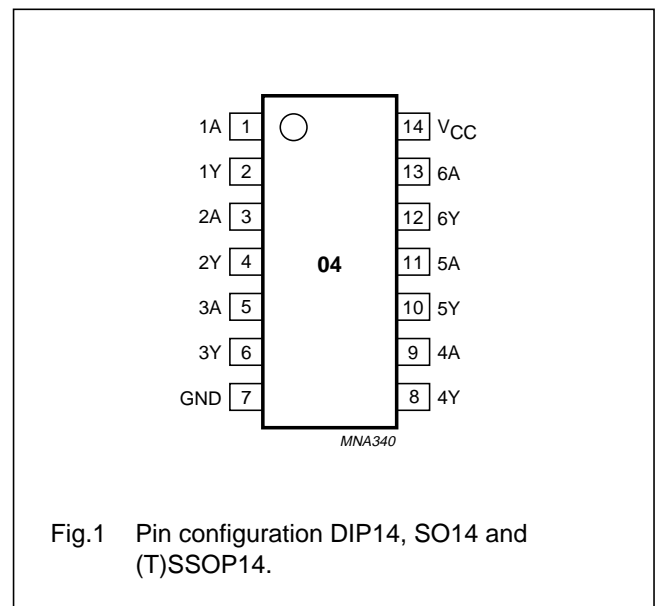 1A 1 14 VCC
1Y 2 13 6A
2A 3 12 6Y
2Y 4 04 11 5A
3A 5 10 5Y
3Y 6 9 4A
GND 7 8 4Y
MNA340
Fig.1 Pin configuration DIP14, SO14 and
(T)SSOP14.